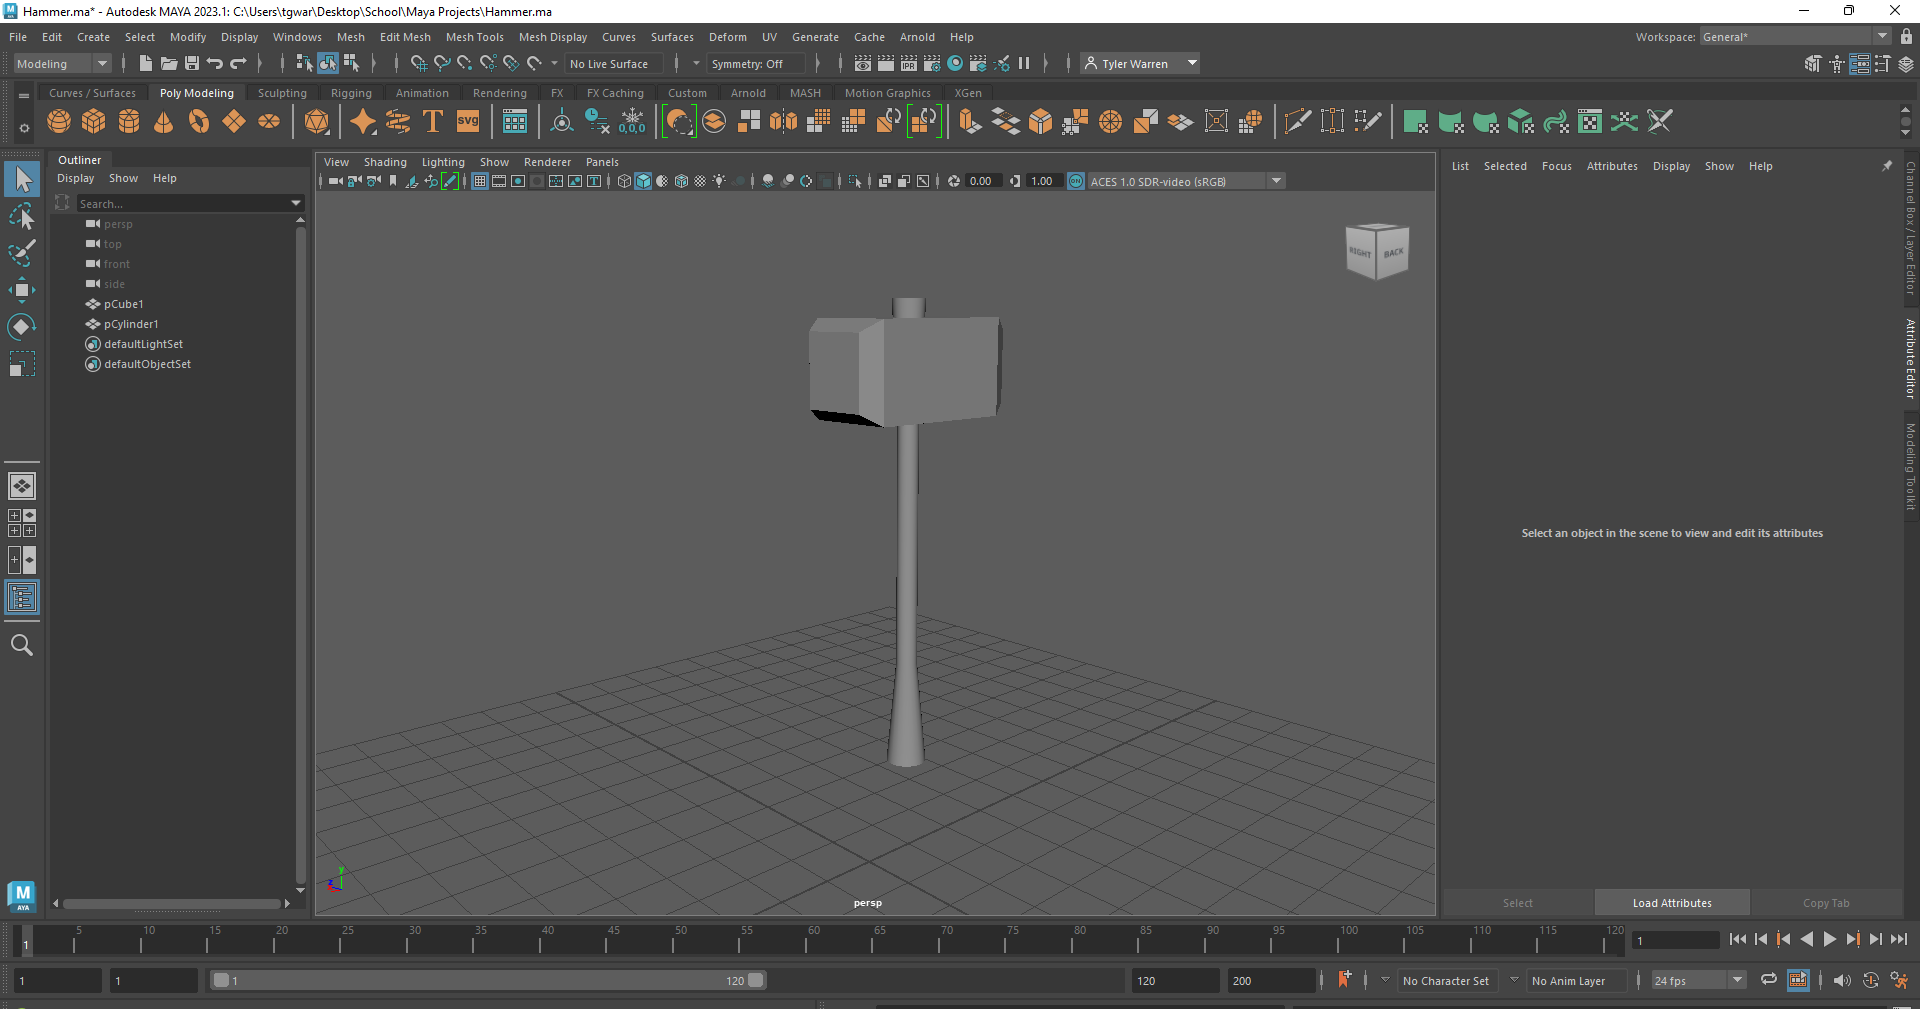 Hammer.ma* - Autodesk MAYA 2023.1: C:\Users\tgwar\Desktop\School\Maya Projects\Hammer.ma
File Edit Create Select Modify Display Windows Mesh Edit Mesh Mesh Tools Mesh Display Curves Surfaces Deform UV Generate Cache Arnold Help Workspace: General*
Modeling No Live Surface Symmetry: Off IPR Tyler Warren
Curves / Surfaces Poly Modeling Sculpting Rigging Animation Rendering FX FX Caching Custom Arnold MASH Motion Graphics XGen
T svg 0,0,0
Outliner
Display Show Help
Search...
persp
top
front
side
pCube1
pCylinder1
defaultLightSet
defaultObjectSet
M
AYA
View Shading Lighting Show Renderer Panels
0.00 1.00 ON ACES 1.0 SDR-video (sRGB)
RIGHT BACK
y
z
persp
List Selected Focus Attributes Display Show Help
Select an object in the scene to view and edit its attributes
Select Load Attributes Copy Tab
Channel Box / Layer Editor
Attribute Editor
Modeling Toolkit
1 5 10 15 20 25 30 35 40 45 50 55 60 65 70 75 80 85 90 95 100 105 110 115 120 1
1 1 1 120 120 200 No Character Set No Anim Layer 24 fps